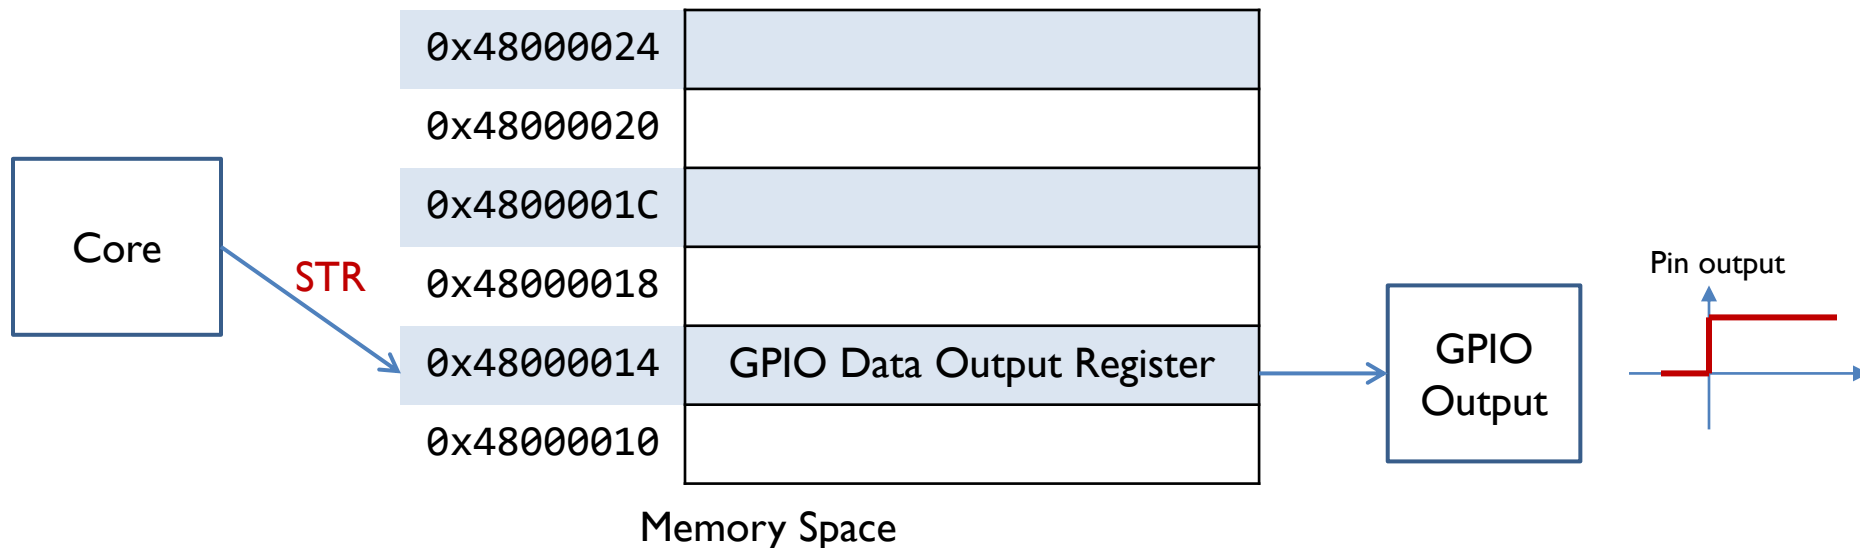 0x48000024
0x48000020
0x4800001C
Core
STR
0x48000018
0x48000014 GPIO Data Output Register
0x48000010
Memory Space
GPIO
Output
Pin output